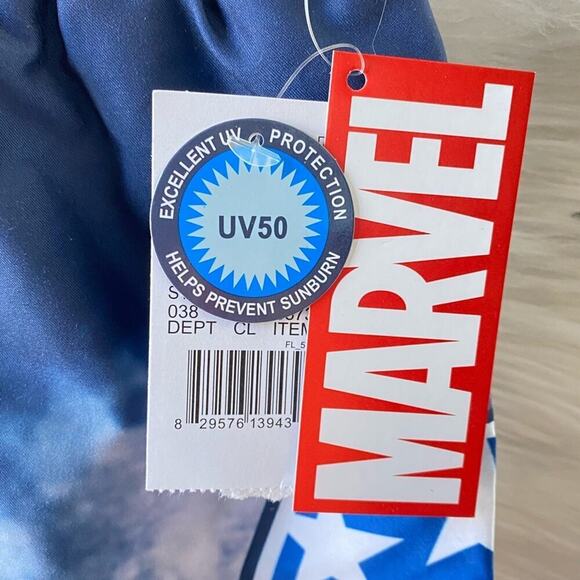 EXCELLENT UV PROTECTION
UV50
HELPS PREVENT SUNBURN
MARVEL
038
DEPT CL ITEM
8 29576 13943